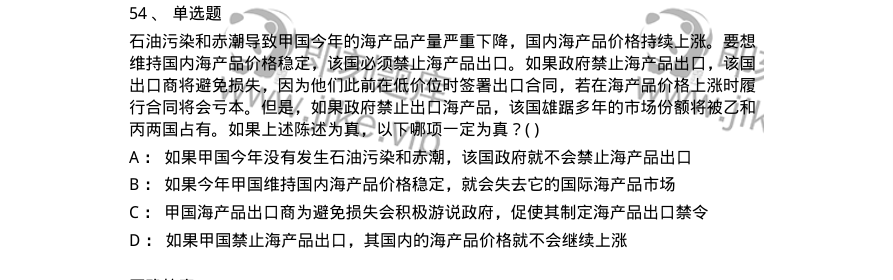 54 、 单选题
石油污染和赤潮导致甲国今年的海产品产量严重下降，国内海产品价格持续上涨。要想
维持国内海产品价格稳定，该国必须禁止海产品出口。如果政府禁止海产品出口，该国
出口商将避免损失，因为他们此前在低价位时签署出口合同，若在海产品价格上涨时履
行合同将会亏本。但是，如果政府禁止出口海产品，该国雄踞多年的市场份额将被乙和
丙两国占有。如果上述陈述为真，以下哪项一定为真？( )
A ： 如果甲国今年没有发生石油污染和赤潮，该国政府就不会禁止海产品出口
B ： 如果今年甲国维持国内海产品价格稳定，就会失去它的国际海产品市场
C ： 甲国海产品出口商为避免损失会积极游说政府，促使其制定海产品出口禁令
D ： 如果甲国禁止海产品出口，其国内的海产品价格就不会继续上涨